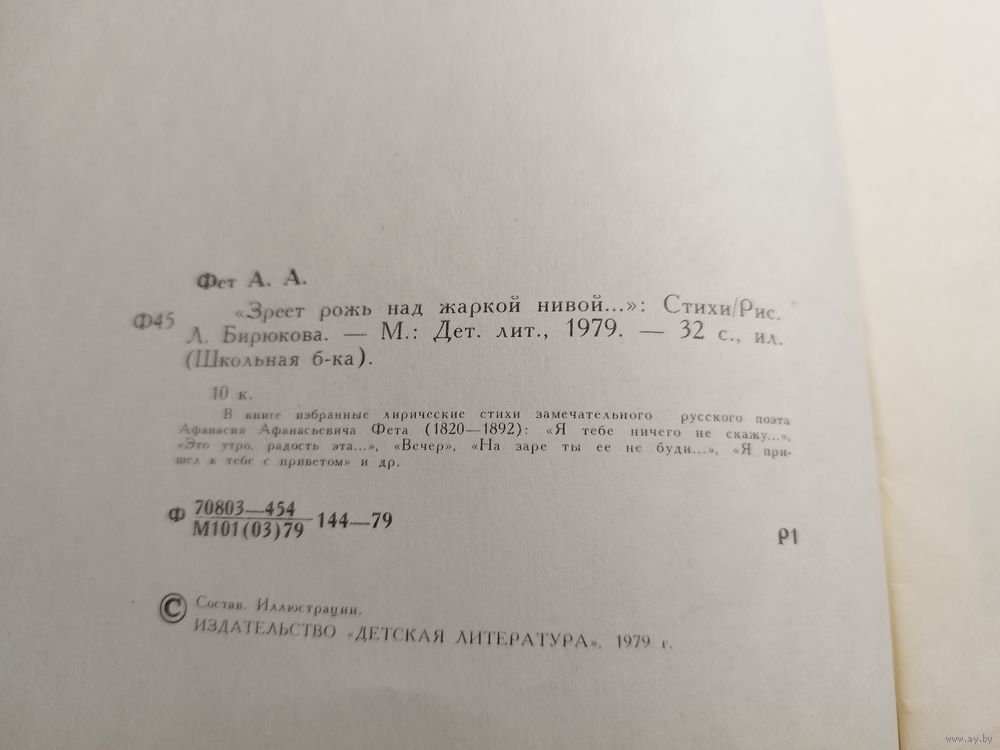 Фет А. А.
Ф45
«Зреет рожь над жаркой нивой...»: Стихи/Рис.
Л. Бирюкова. — М.: Дет. лит., 1979. — 32 с., ил.
(Школьная б-ка).
10 к.
В книге избранные лирические стихи замечательного русского поэта
Афанасия Афанасьевича Фета (1820—1892): «Я тебе ничего не скажу...»,
«Это утро, радость эта...», «Вечер», «На заре ты ее не буди...», «Я при-
шел к тебе с приветом» и др.
Ф 70803—454
М101(03)79 144—79
Р1
© Состав. Иллюстрации.
ИЗДАТЕЛЬСТВО «ДЕТСКАЯ ЛИТЕРАТУРА», 1979 г.
www.ay.by